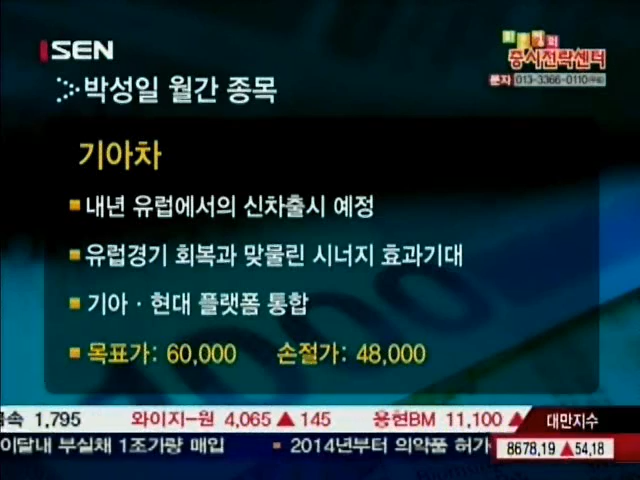 SEN
증시전략센터
문자 013-3366-0110
박성일 월간 종목
기아차
내년 유럽에서의 신차출시 예정
유럽경기 회복과 맞물린 시너지 효과기대
기아 · 현대 플랫폼 통합
목표가: 60,000 손절가: 48,000
속 1,795 와이지-원 4,065 ▲ 145 용현BM 11,100 ▲ 대만지수
이달내 부실채 1조가량 매입 2014년부터 의약품 허가 8678,19 ▲54,18